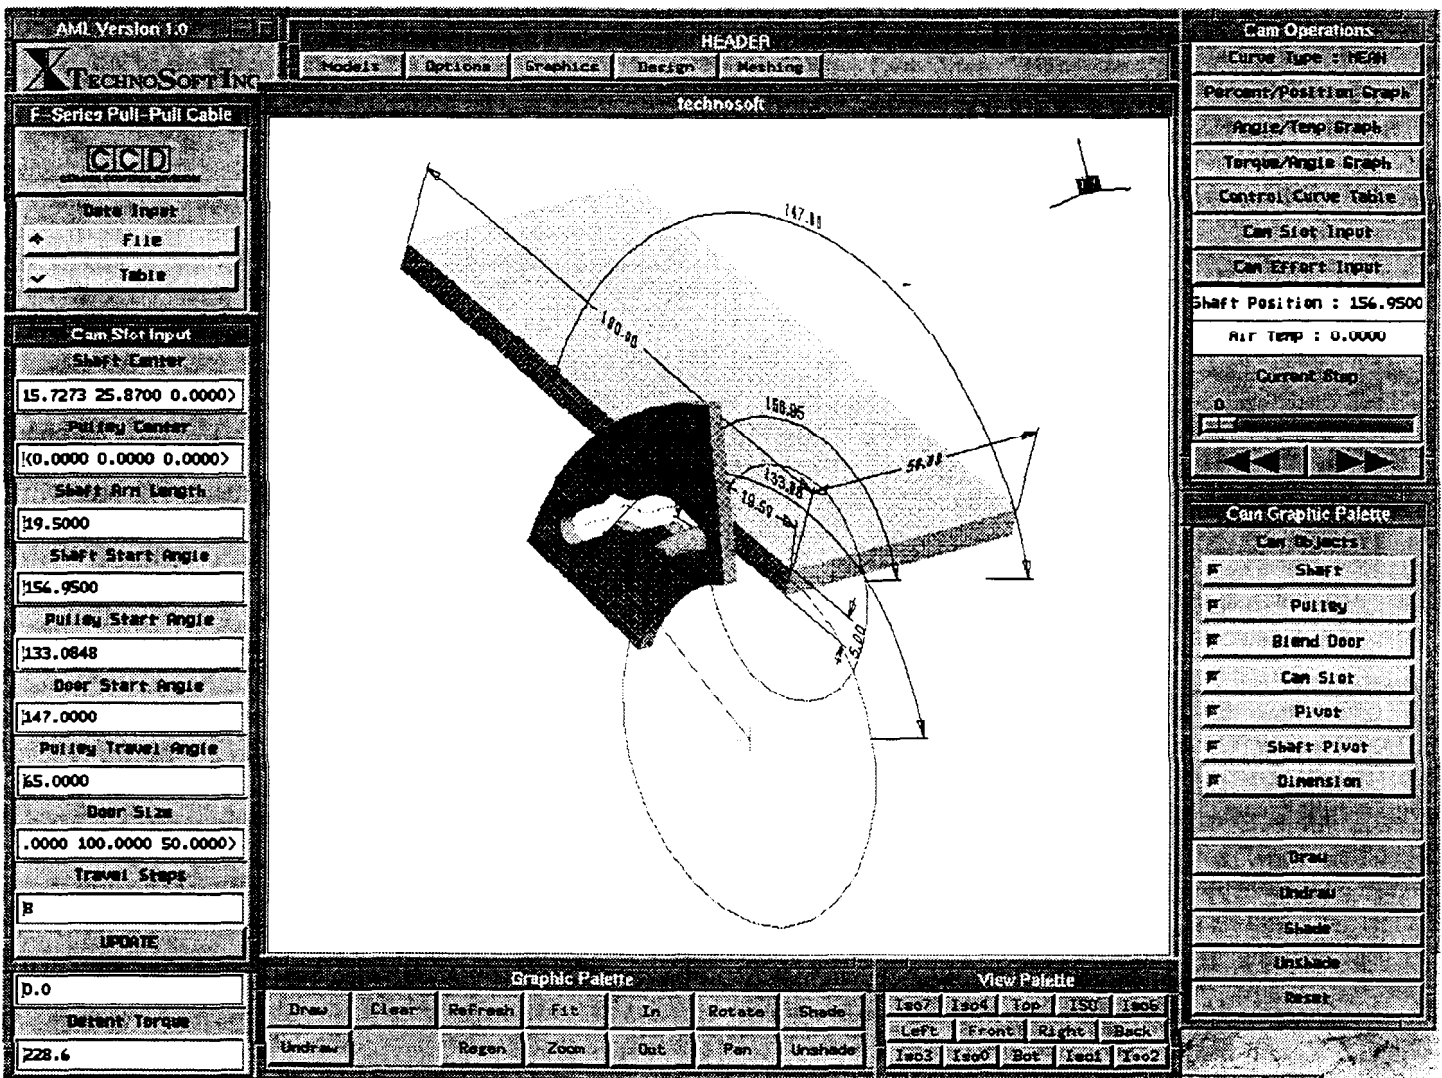 AML Version 1.0
TECHNOSOFT INC
F-Series Pull-Pull Cable
CCD
Data Input
File
Table
Cam Slot Input
Shaft Center
15.7273 25.8700 0.0000>
Pulley Center
<0.0000 0.0000 0.0000>
Shaft Arm Length
19.5000
Shaft Start Angle
156.9500
Pulley Start Angle
133.0848
Door Start Angle
147.0000
Pulley Travel Angle
65.0000
Door Size
.0000 100.0000 50.0000>
Travel Steps
8
UPDATE
0.0
Detent Torque
228.6
HEADER
Models Options Graphics Design Meshing
technosoft
156.95
19.50
5.00
Graphic Palette
Draw Clear Refresh Fit In Rotate Shade
Undraw Regen Zoom Out Pan Unshade
View Palette
Iso7 Iso4 Top ISO Iso6
Left Front Right Back
Iso3 Iso0 Bot Iso1 Iso2
Cam Operations
Curve Type : MEAN
Percent/Position Graph
Angle/Temp Graph
Torque/Angle Graph
Control Curve Table
Cam Slot Input
Cam Effort Input
Shaft Position : 156.9500
Air Temp : 0.0000
Current Step
0
Cam Graphic Palette
Cam Objects
Shaft
Pulley
Blend Door
Cam Slot
Pivot
Shaft Pivot
Dimension
Draw
Undraw
Shade
Unshade
Reset